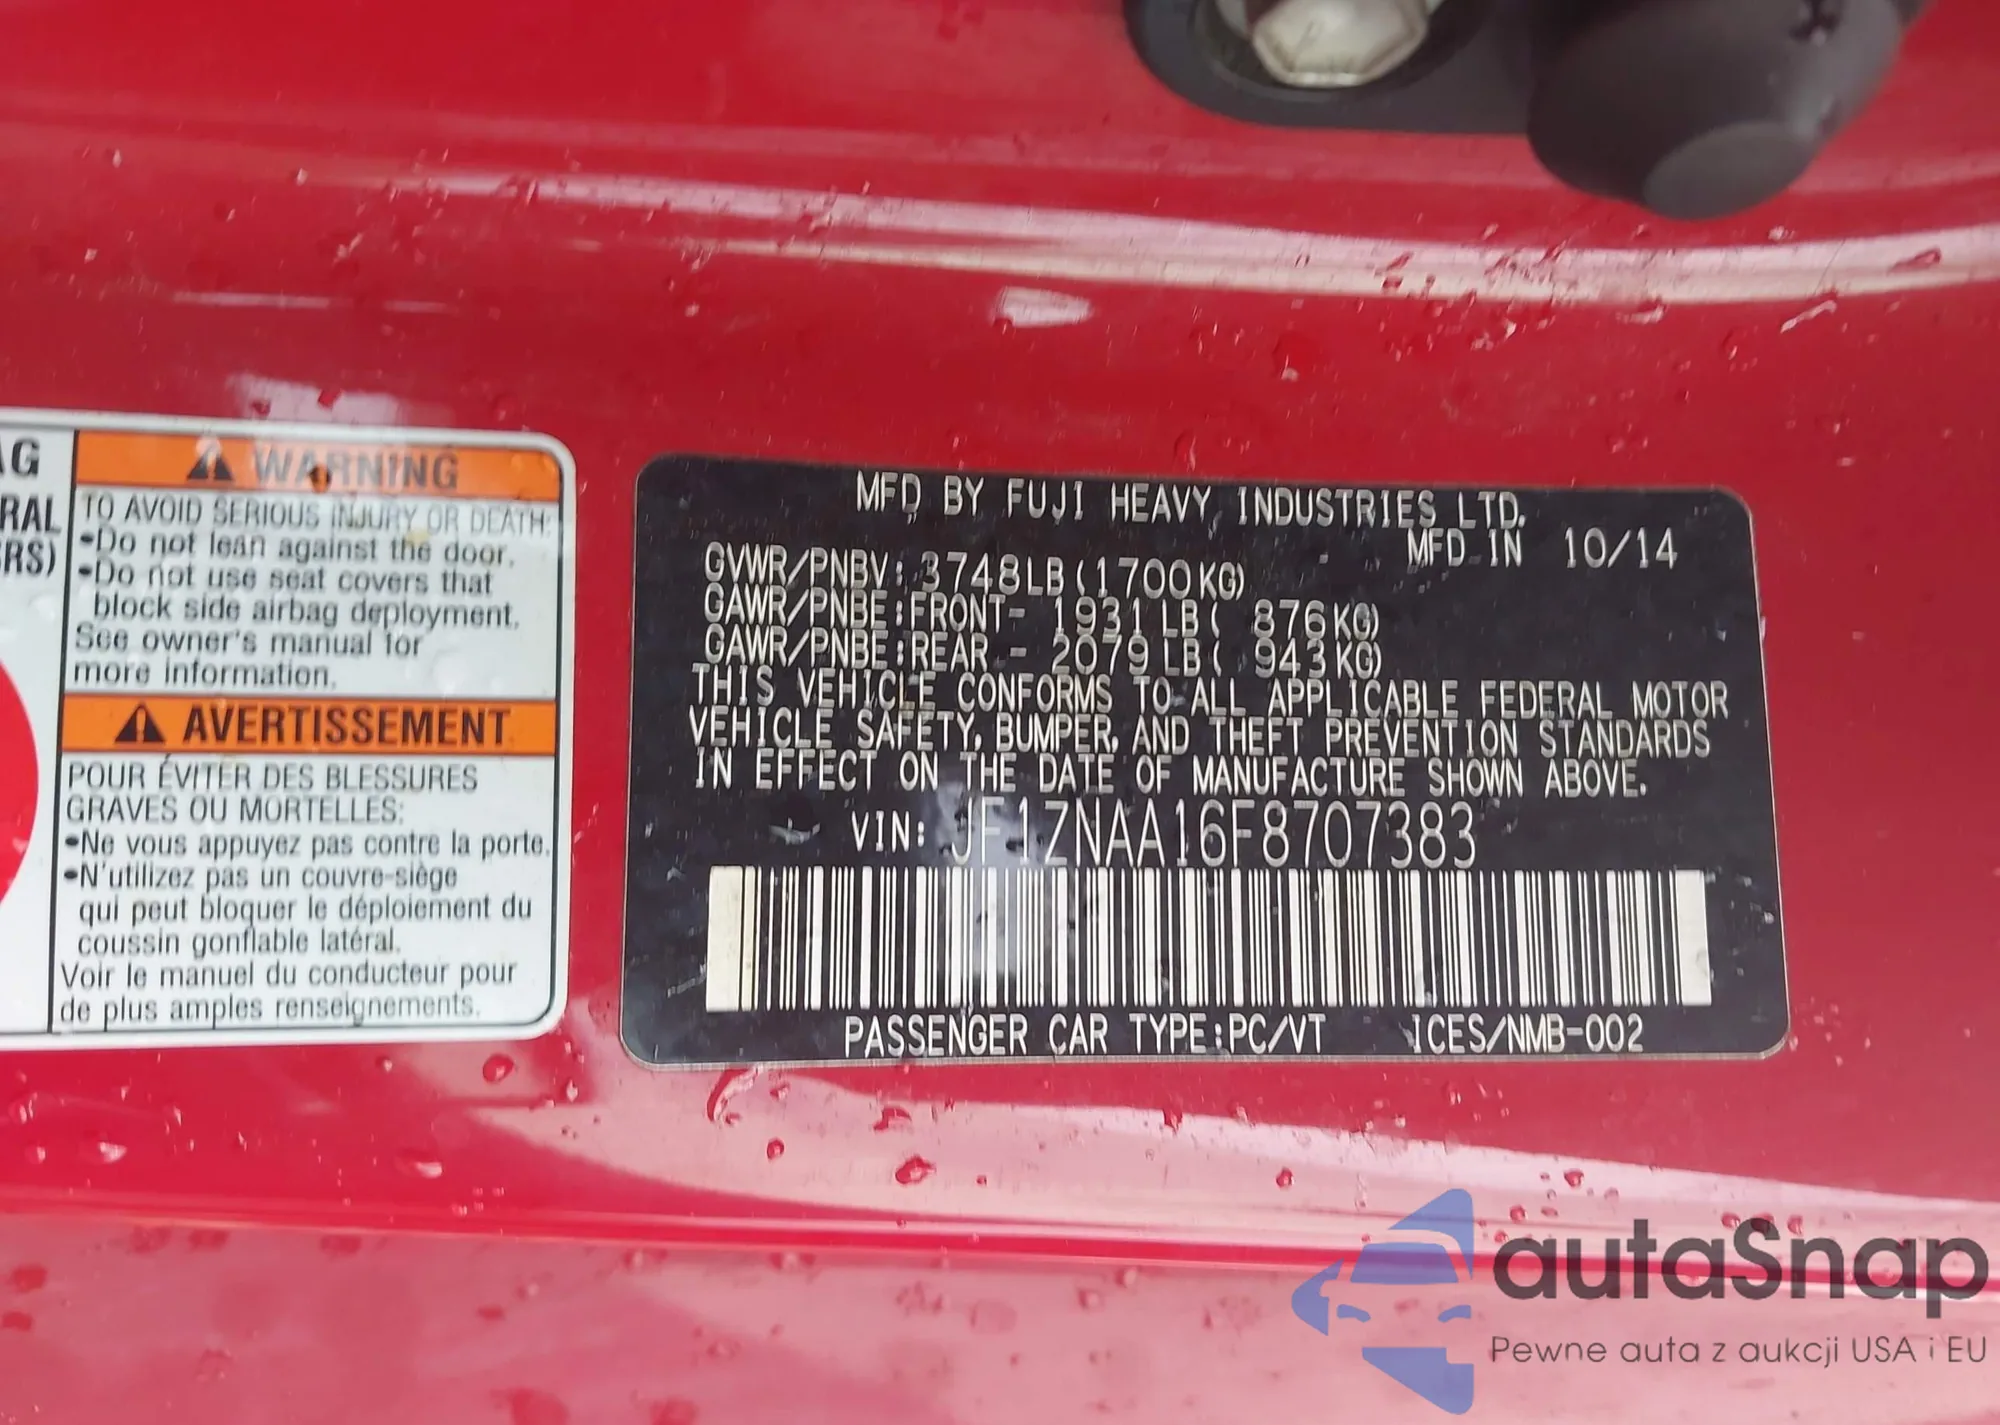 AG
RAL
RS)
WARNING
TO AVOID SERIOUS INJURY OR DEATH:
•Do not lean against the door.
•Do not use seat covers that
block side airbag deployment.
See owner's manual for
more information.
AVERTISSEMENT
POUR ÉVITER DES BLESSURES
GRAVES OU MORTELLES:
•Ne vous appuyez pas contre la porte.
•N'utilizez pas un couvre-siège
qui peut bloquer le déploiement du
coussin gonflable latéral.
Voir le manuel du conducteur pour
de plus amples renseignements.
MFD BY FUJI HEAVY INDUSTRIES LTD.
MFD IN 10/14
GVWR/PNBV: 3748LB(1700KG)
GAWR/PNBE:FRONT- 1931LB( 876KG)
GAWR/PNBE:REAR - 2079LB( 943KG)
THIS VEHICLE CONFORMS TO ALL APPLICABLE FEDERAL MOTOR
VEHICLE SAFETY, BUMPER, AND THEFT PREVENTION STANDARDS
IN EFFECT ON THE DATE OF MANUFACTURE SHOWN ABOVE.
VIN: JF1ZNAA16F8707383
PASSENGER CAR TYPE:PC/VT ICES/NMB-002
autaSnap
Pewne auta z aukcji USA i EU